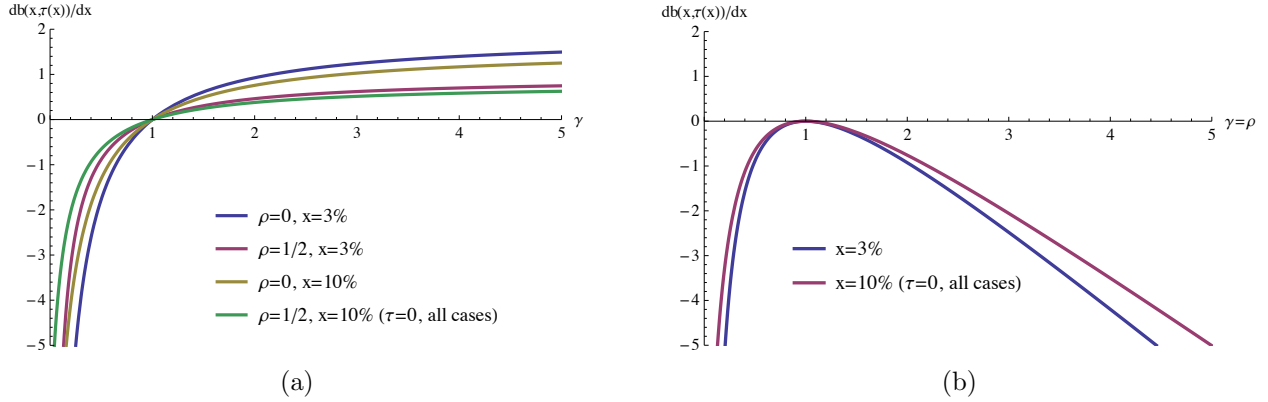 db(x,τ(x))/dx
2
1
0
−1
−2
−3
−4
−5
1
2
3
4
5
γ
ρ=0, x=3%
ρ=1/2, x=3%
ρ=0, x=10%
ρ=1/2, x=10% (τ=0, all cases)
(a)
db(x,τ(x))/dx
2
1
0
−1
−2
−3
−4
−5
1
2
3
4
5
γ=ρ
x=3%
x=10% (τ=0, all cases)
(b)